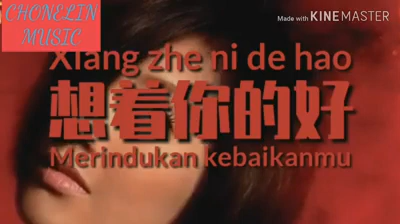 CHONELIN
MUSIC
Made with KINEMASTER
Xiang zhe ni de hao
想着你的好
Merindukan kebaikanmu